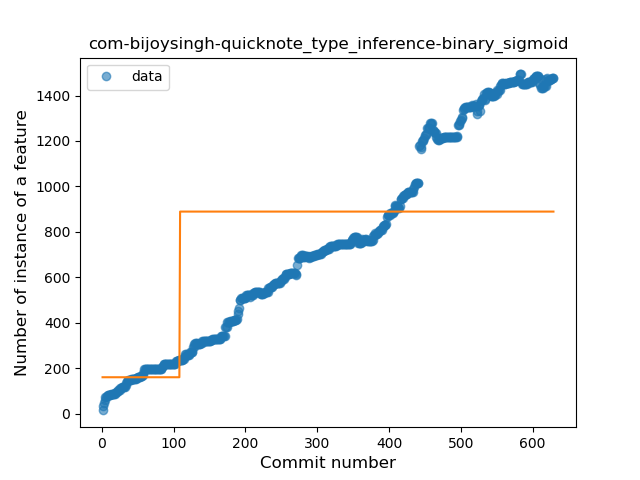 com-bijoysingh-quicknote_type_inference-binary_sigmoid
data
Number of instance of a feature
1400
1200
1000
800
600
400
200
0
0 100 200 300 400 500 600
Commit number